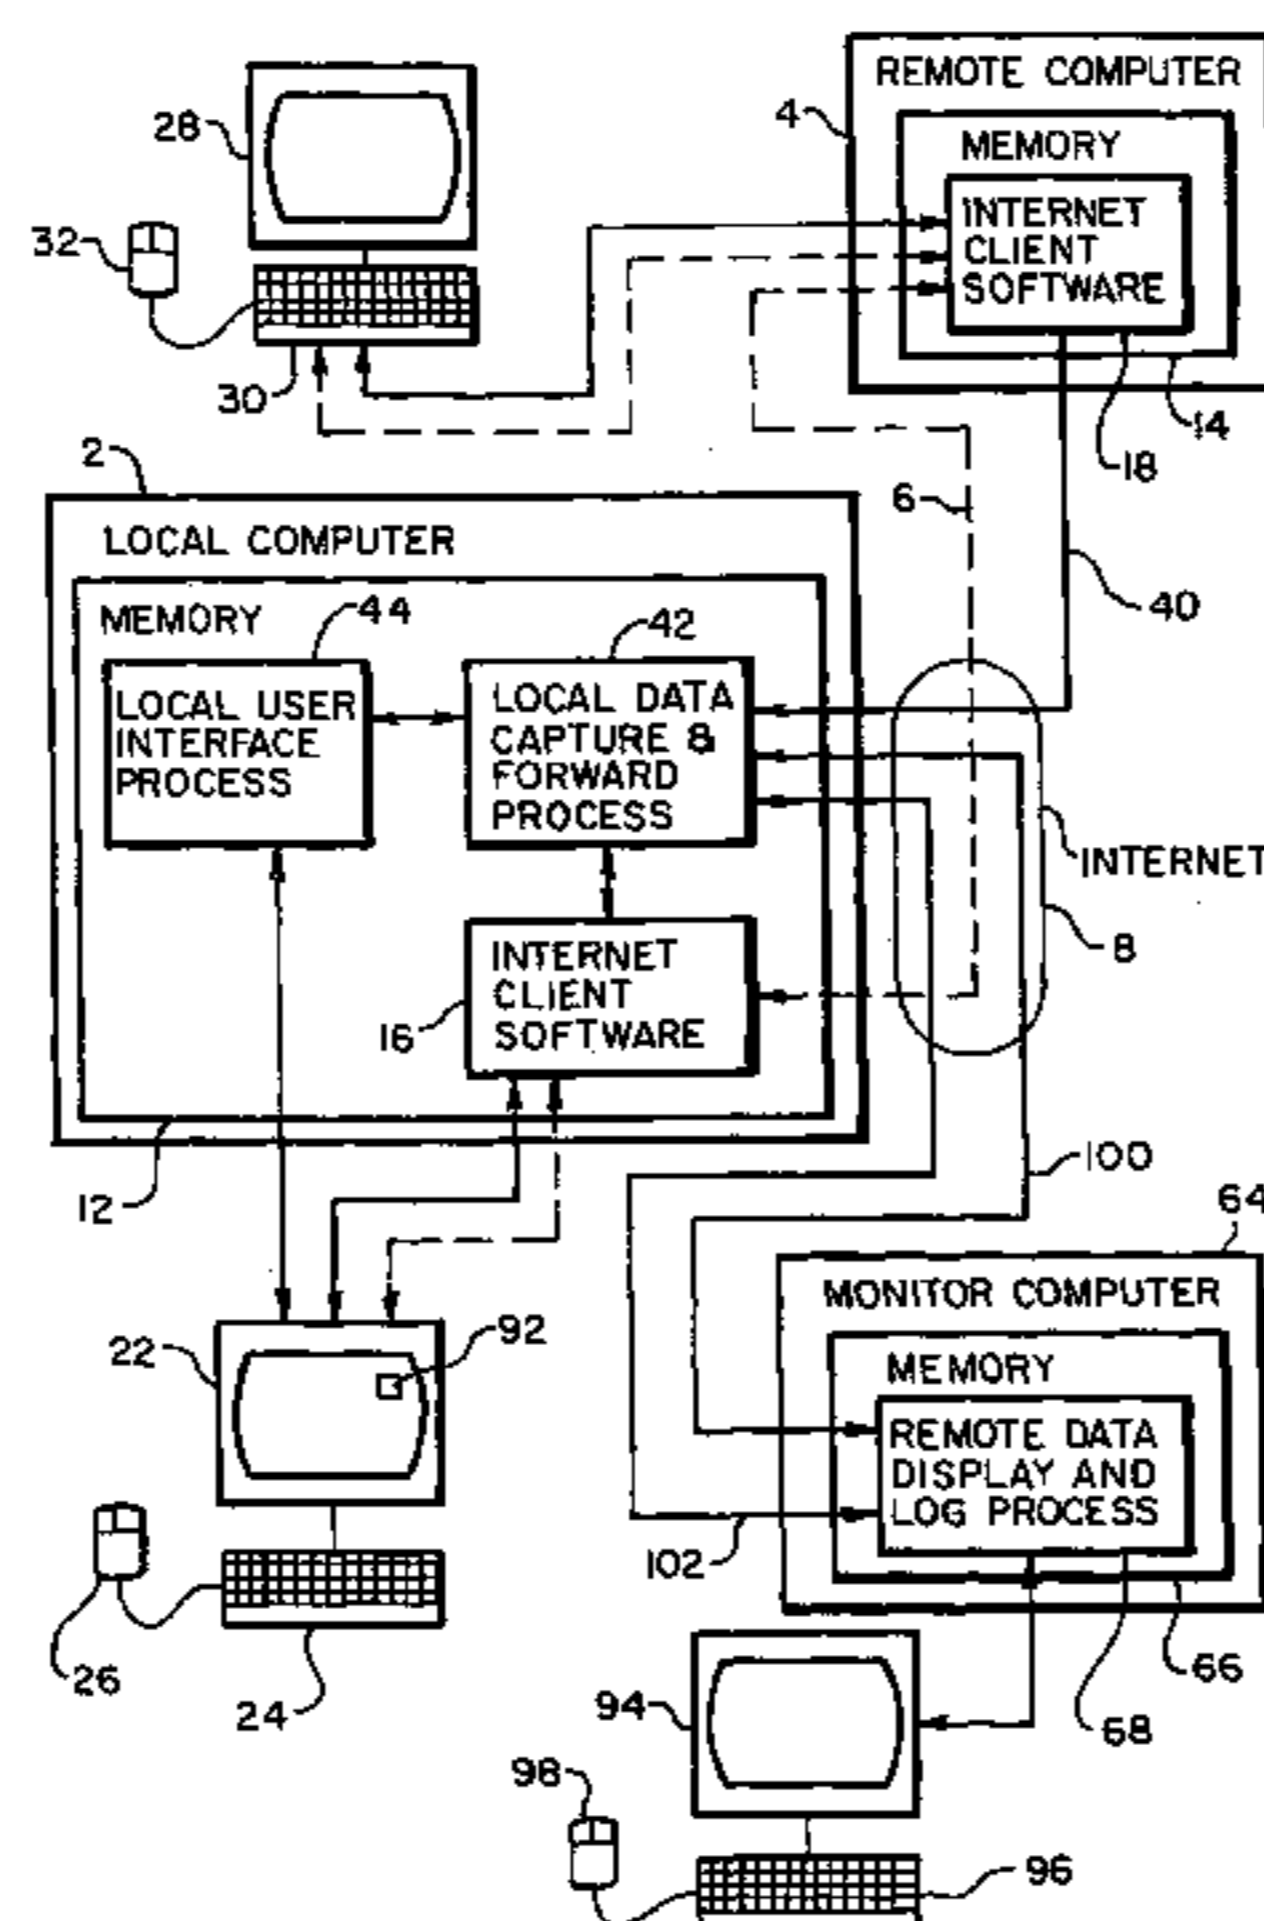 REMOTE COMPUTER
4
MEMORY
28
INTERNET
CLIENT
SOFTWARE
32
30
14
18
2
6
LOCAL COMPUTER
40
MEMORY
44
42
LOCAL USER
INTERFACE
PROCESS
LOCAL DATA
CAPTURE &
FORWARD
PROCESS
INTERNET
8
INTERNET
CLIENT
SOFTWARE
16
12
100
64
MONITOR COMPUTER
22
92
MEMORY
REMOTE DATA
DISPLAY AND
LOG PROCESS
102
26
24
66
68
94
98
96